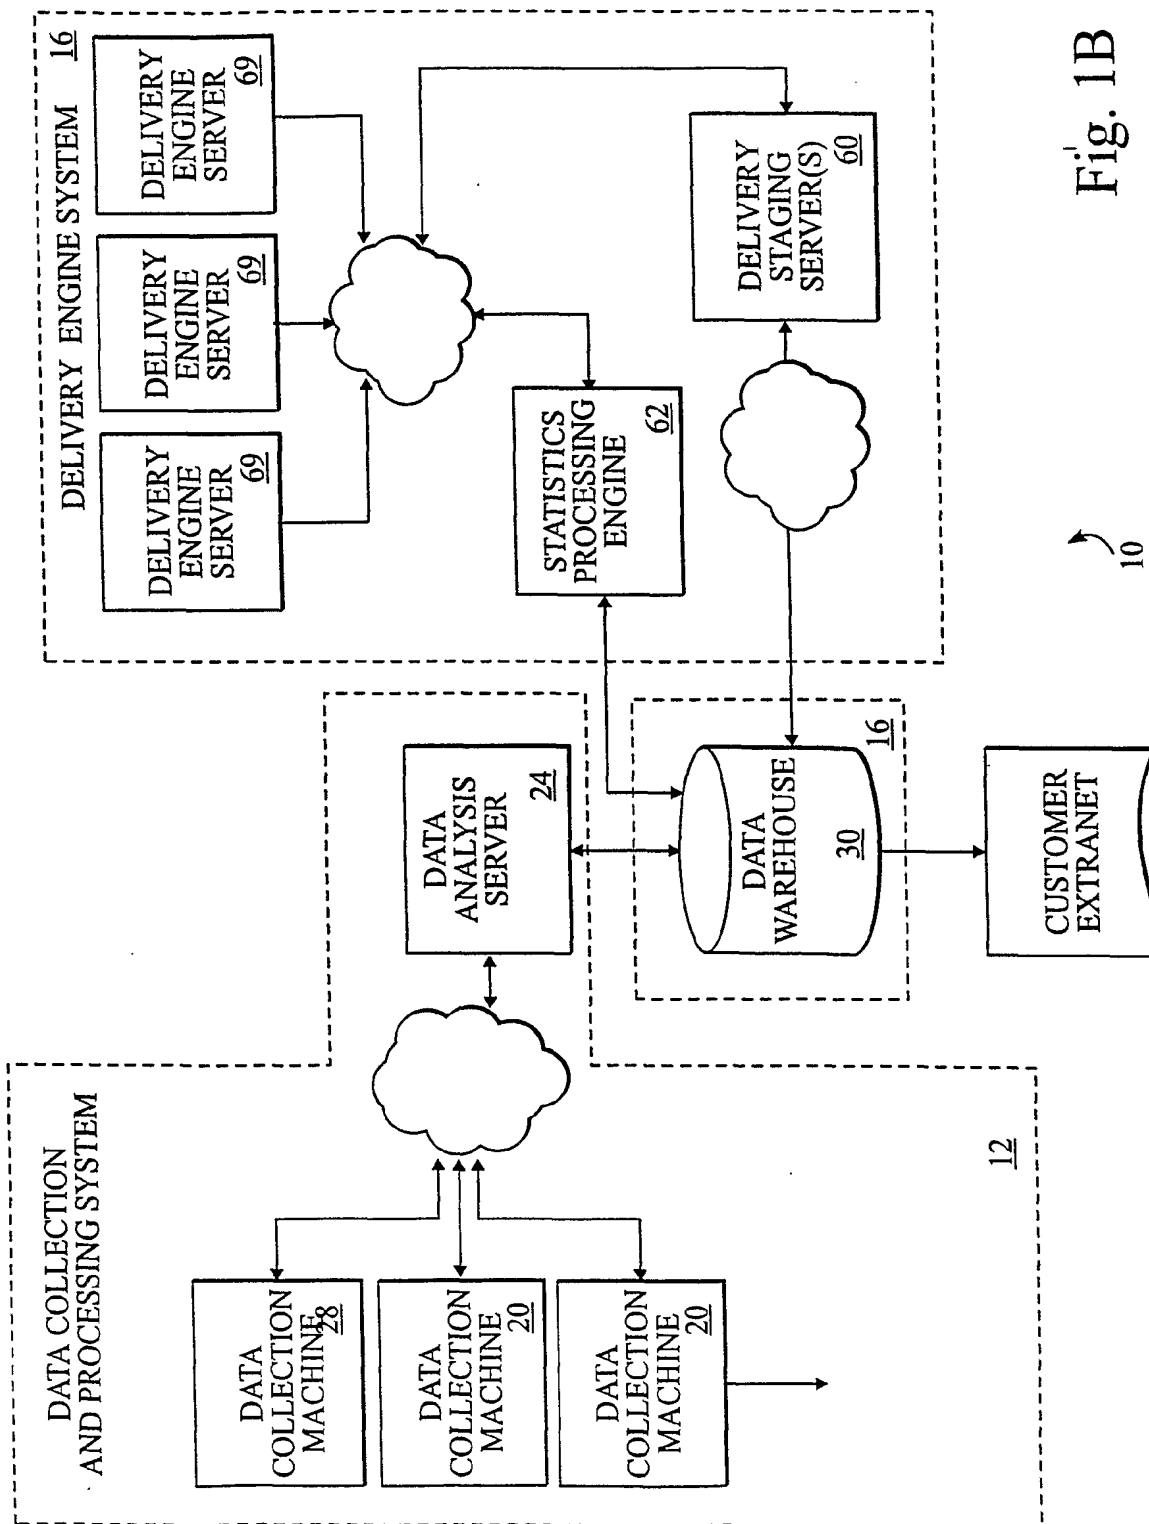 DATA COLLECTION
AND PROCESSING SYSTEM
DATA
COLLECTION
MACHINE
28
DATA
COLLECTION
MACHINE
20
DATA
COLLECTION
MACHINE
20
12
DATA
ANALYSIS
SERVER
24
DATA
WAREHOUSE
30
16
CUSTOMER
EXTRANET
DELIVERY ENGINE SYSTEM
16
DELIVERY
ENGINE
SERVER
69
DELIVERY
ENGINE
SERVER
69
DELIVERY
ENGINE
SERVER
69
STATISTICS
PROCESSING
ENGINE
62
DELIVERY
STAGING
SERVER(S)
60
10
Fig. 1B